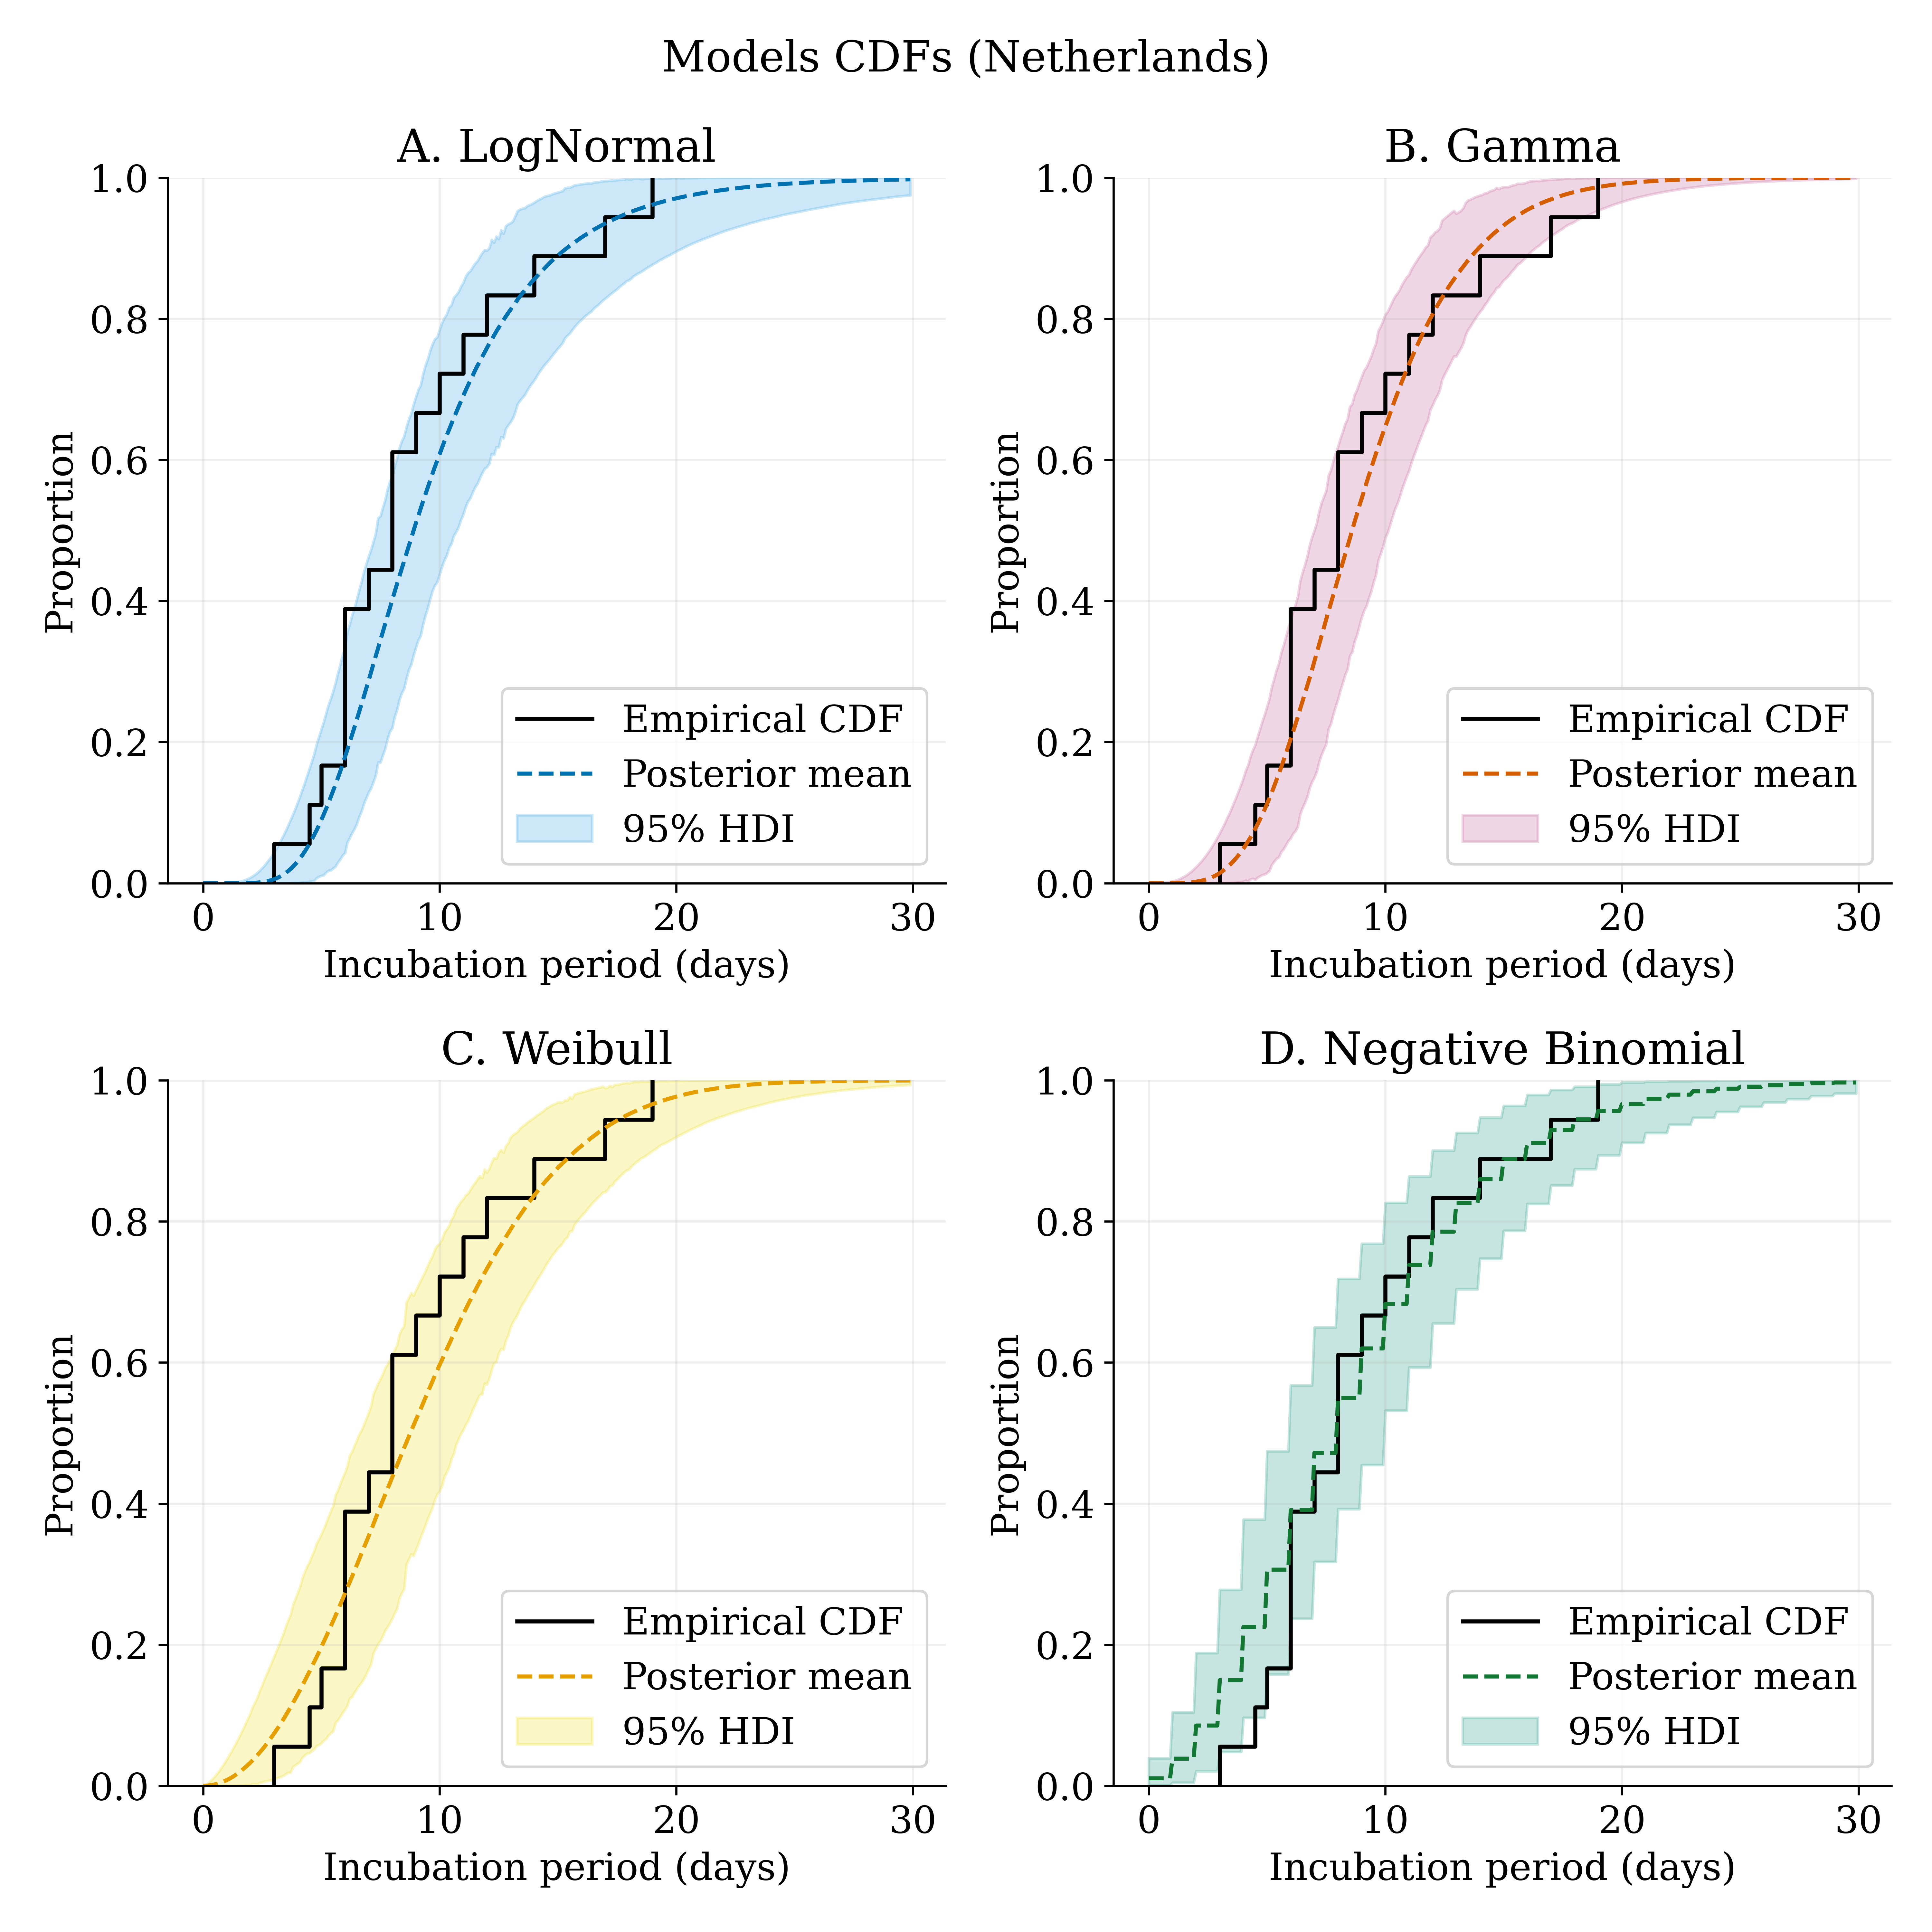 Models CDFs (Netherlands)
A. LogNormal
1.0
0.8
0.6
0.4
0.2
0.0
Proportion
0 10 20 30
Incubation period (days)
Empirical CDF
Posterior mean
95% HDI
B. Gamma
1.0
0.8
0.6
0.4
0.2
0.0
Proportion
0 10 20 30
Incubation period (days)
Empirical CDF
Posterior mean
95% HDI
C. Weibull
1.0
0.8
0.6
0.4
0.2
0.0
Proportion
0 10 20 30
Incubation period (days)
Empirical CDF
Posterior mean
95% HDI
D. Negative Binomial
1.0
0.8
0.6
0.4
0.2
0.0
Proportion
0 10 20 30
Incubation period (days)
Empirical CDF
Posterior mean
95% HDI